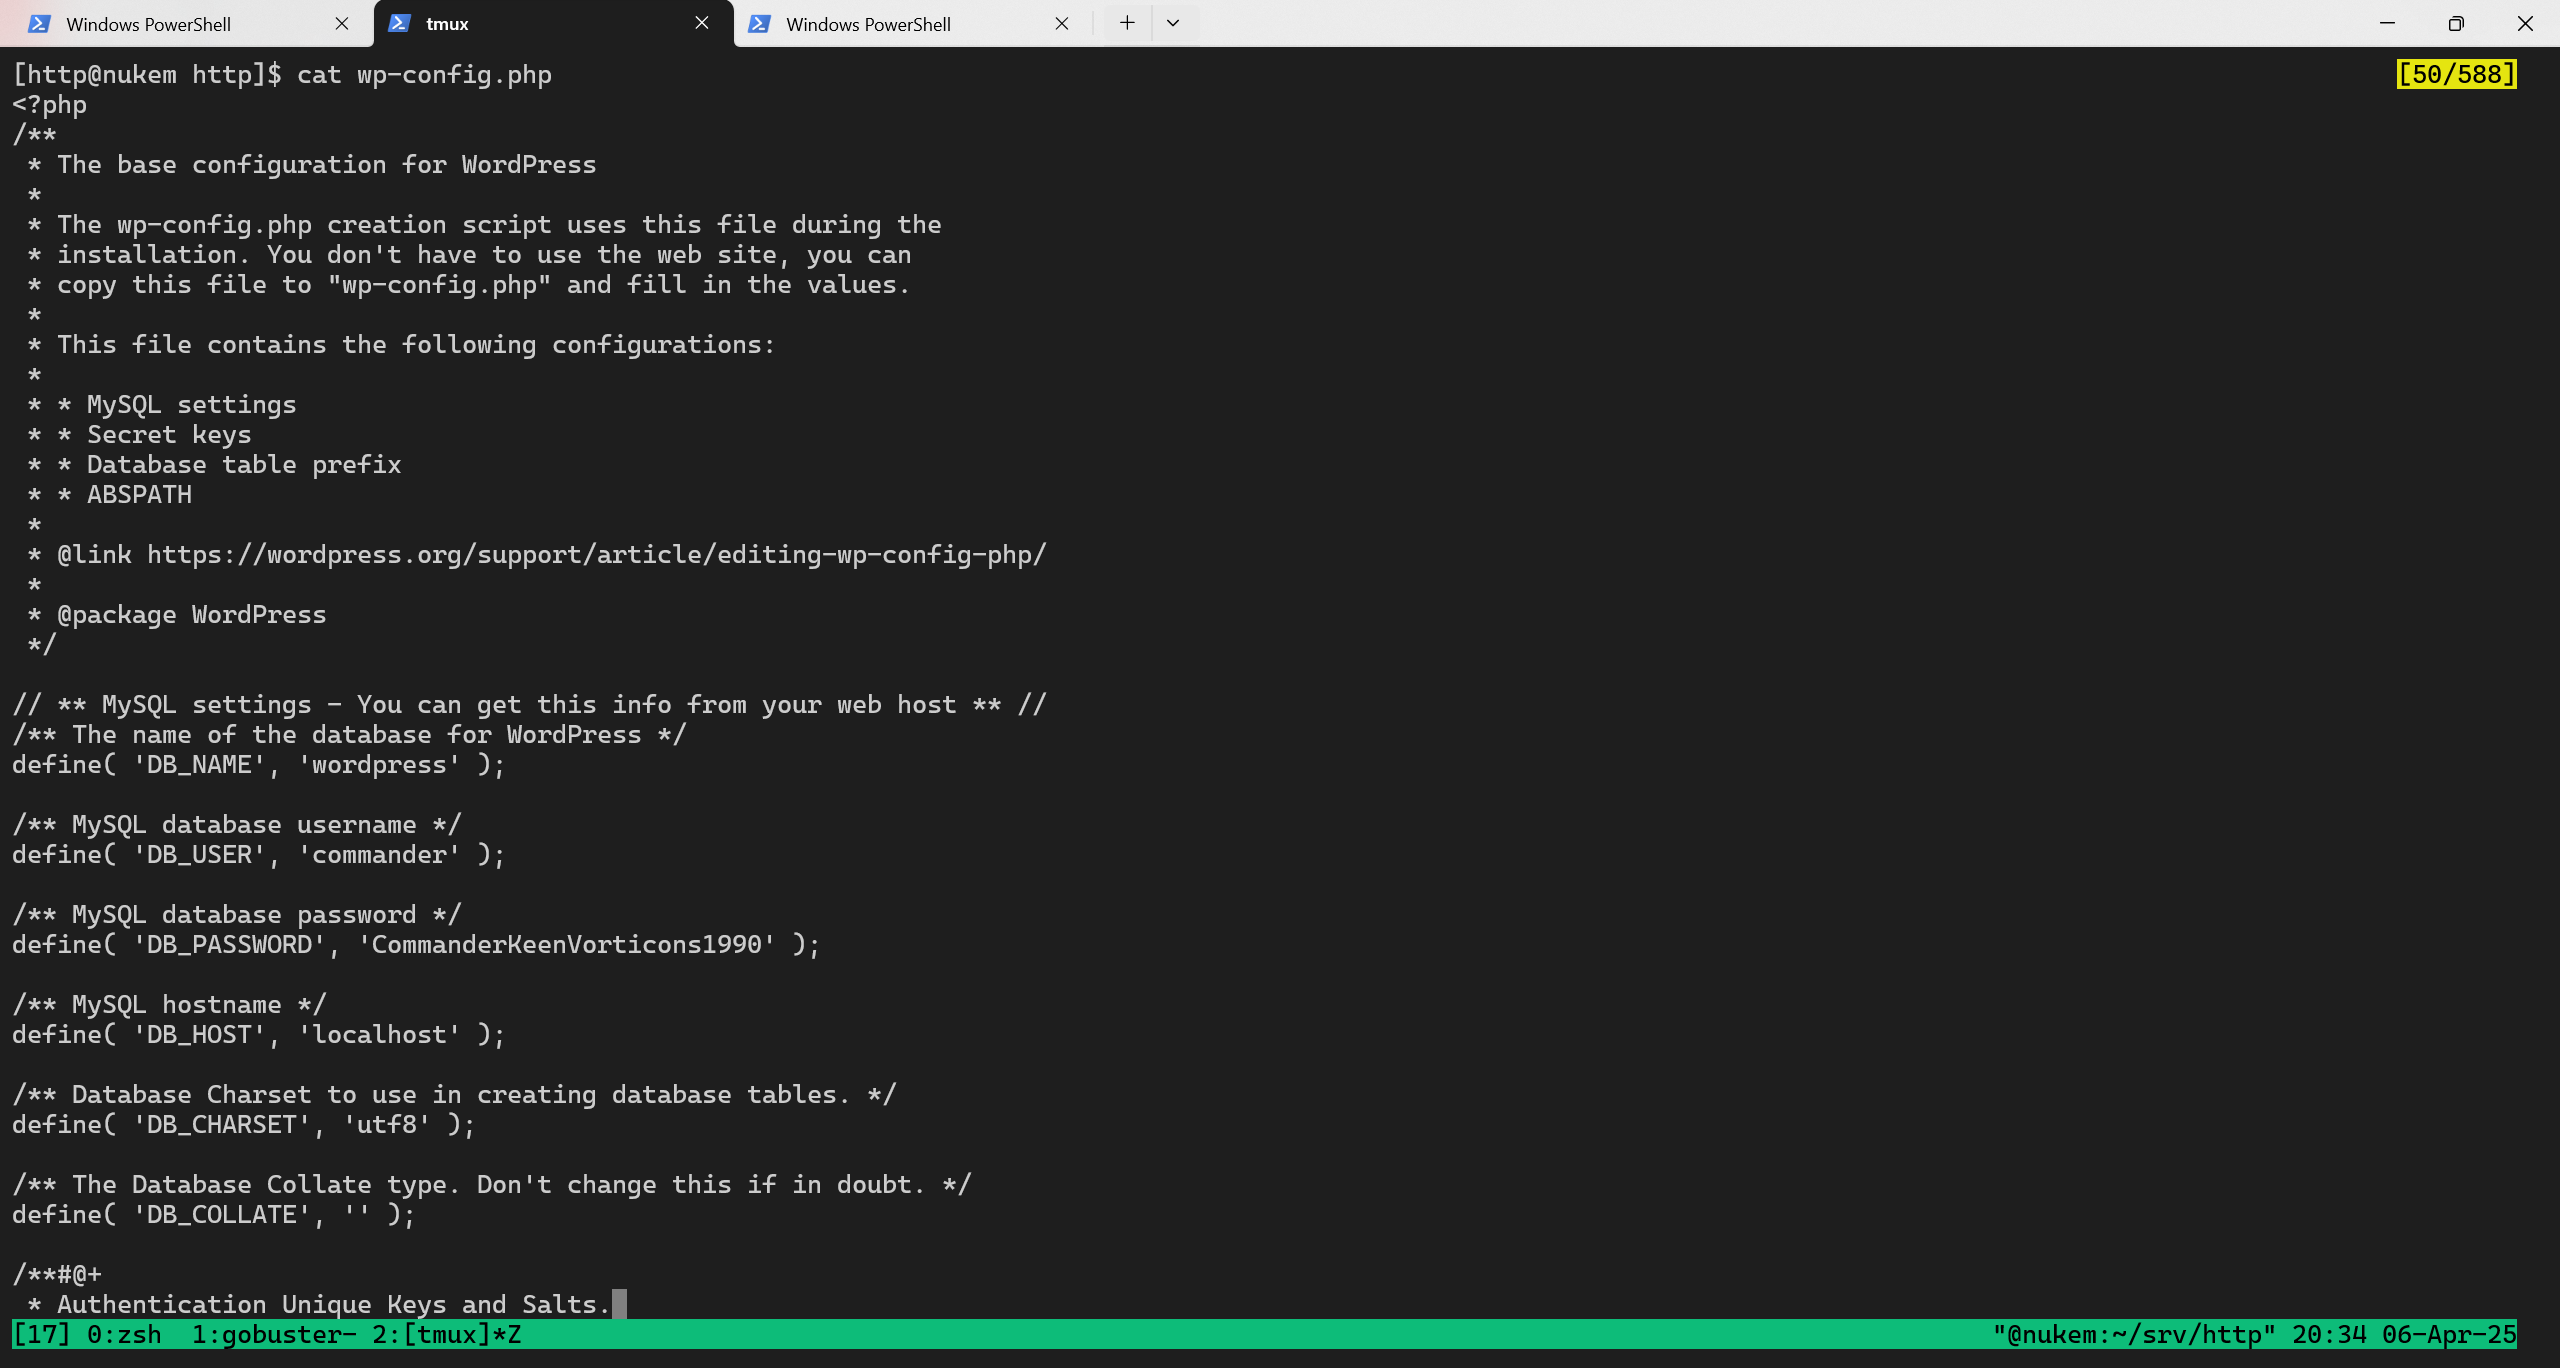 Windows PowerShell
tmux
Windows PowerShell
[http@nukem http]$ cat wp-config.php
[50/588]
<?php
/**
 * The base configuration for WordPress
 *
 * The wp-config.php creation script uses this file during the
 * installation. You don't have to use the web site, you can
 * copy this file to "wp-config.php" and fill in the values.
 *
 * This file contains the following configurations:
 *
 * * MySQL settings
 * * Secret keys
 * * Database table prefix
 * * ABSPATH
 *
 * @link https://wordpress.org/support/article/editing-wp-config-php/
 *
 * @package WordPress
 */
// ** MySQL settings - You can get this info from your web host ** //
/** The name of the database for WordPress */
define( 'DB_NAME', 'wordpress' );
/** MySQL database username */
define( 'DB_USER', 'commander' );
/** MySQL database password */
define( 'DB_PASSWORD', 'CommanderKeenVorticons1990' );
/** MySQL hostname */
define( 'DB_HOST', 'localhost' );
/** Database Charset to use in creating database tables. */
define( 'DB_CHARSET', 'utf8' );
/** The Database Collate type. Don't change this if in doubt. */
define( 'DB_COLLATE', '' );
/**#@+
 * Authentication Unique Keys and Salts.
[17] 0:zsh  1:gobuster- 2:[tmux]*Z
"@nukem:~/srv/http" 20:34 06-Apr-25